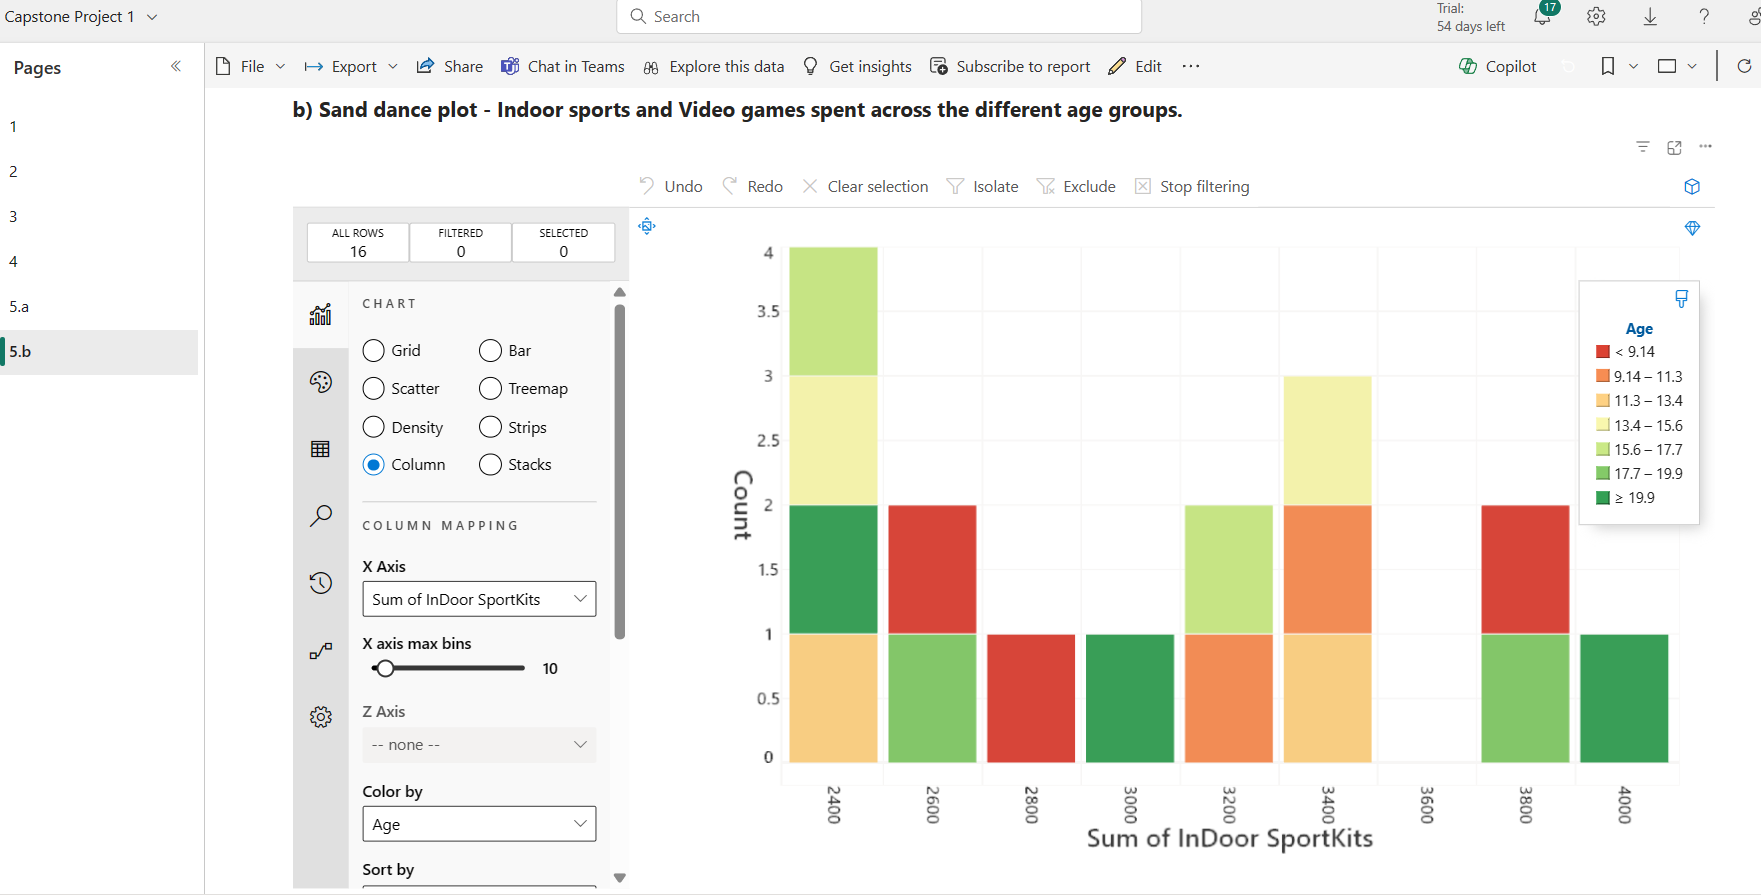 Capstone Project 1
Search
Trial:
54 days left
17
?
Pages
File
Export
Share
Chat in Teams
Explore this data
Get insights
Subscribe to report
Edit
Copilot
1
2
3
4
5.a
5.b
b) Sand dance plot - Indoor sports and Video games spent across the different age groups.
Undo
Redo
Clear selection
Isolate
Exclude
Stop filtering
ALL ROWS
16
FILTERED
0
SELECTED
0
CHART
Grid
Bar
Scatter
Treemap
Density
Strips
Column
Stacks
COLUMN MAPPING
X Axis
Sum of InDoor SportKits
X axis max bins
10
Z Axis
-- none --
Color by
Age
Sort by
Count
4
3.5
3
2.5
2
1.5
1
0.5
0
2400
2600
2800
3000
3200
3400
3600
3800
4000
Sum of InDoor SportKits
Age
< 9.14
9.14 – 11.3
11.3 – 13.4
13.4 – 15.6
15.6 – 17.7
17.7 – 19.9
≥ 19.9